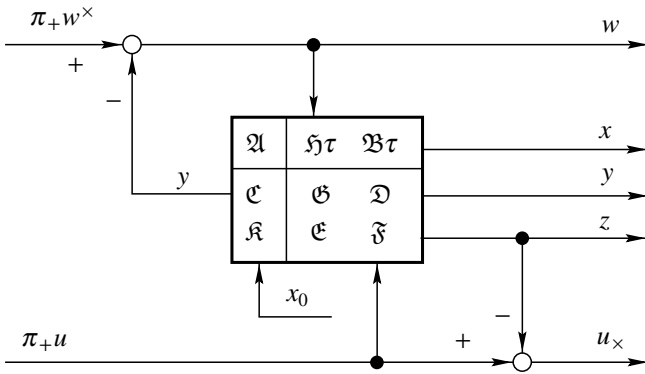 π₊w^× w
+
− x
𝔄 ℌτ 𝔅τ
y y
ℭ 𝔊 𝔇
z
𝔎 𝔈 𝔉
x₀ −
π₊u + u_×